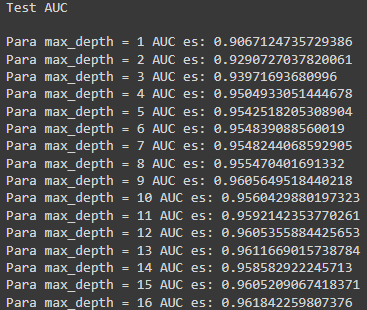 Test AUC
Para max_depth = 1 AUC es: 0.9067124735729386
Para max_depth = 2 AUC es: 0.9290727037820061
Para max_depth = 3 AUC es: 0.93971693680996
Para max_depth = 4 AUC es: 0.9504933051444678
Para max_depth = 5 AUC es: 0.9542518205308904
Para max_depth = 6 AUC es: 0.954839088560019
Para max_depth = 7 AUC es: 0.9548244068592905
Para max_depth = 8 AUC es: 0.955470401691332
Para max_depth = 9 AUC es: 0.9605649518440218
Para max_depth = 10 AUC es: 0.9560429880197323
Para max_depth = 11 AUC es: 0.9592142353770261
Para max_depth = 12 AUC es: 0.9605355884425653
Para max_depth = 13 AUC es: 0.9611669015738784
Para max_depth = 14 AUC es: 0.958582922245713
Para max_depth = 15 AUC es: 0.9605209067418371
Para max_depth = 16 AUC es: 0.961842259807376